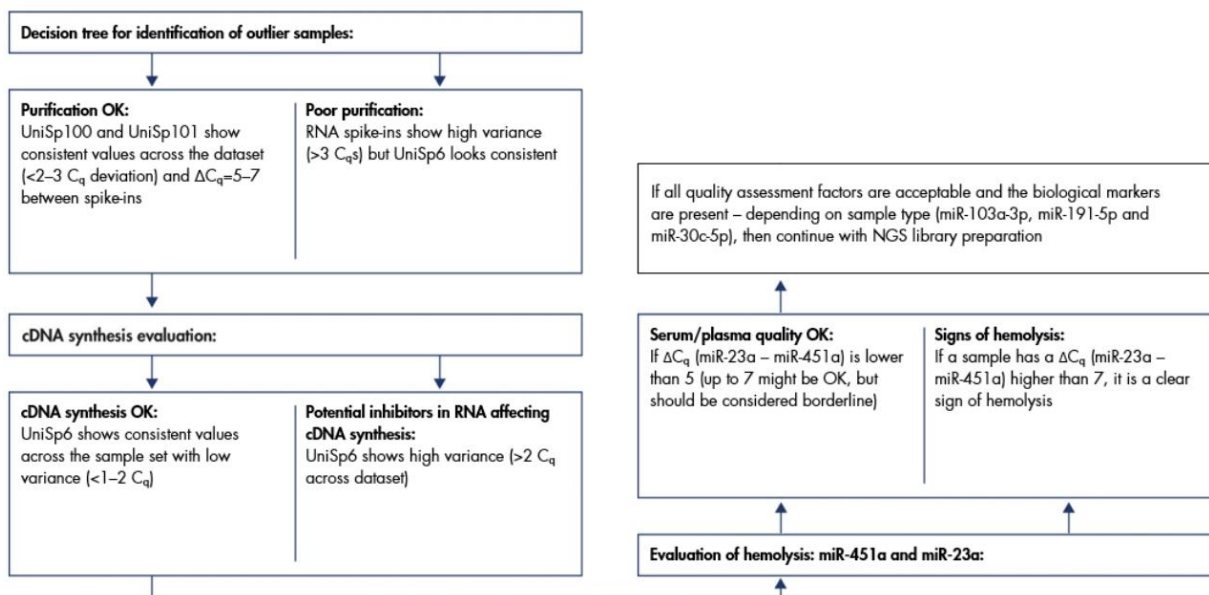 Decision tree for identification of outlier samples:
Purification OK:
UniSp100 and UniSp101 show
consistent values across the dataset
(<2–3 Cq deviation) and ΔCq=5–7
between spike-ins
Poor purification:
RNA spike-ins show high variance
(>3 Cqs) but UniSp6 looks consistent
cDNA synthesis evaluation:
cDNA synthesis OK:
UniSp6 shows consistent values
across the sample set with low
variance (<1–2 Cq)
Potential inhibitors in RNA affecting
cDNA synthesis:
UniSp6 shows high variance (>2 Cq
across dataset)
If all quality assessment factors are acceptable and the biological markers
are present – depending on sample type (miR-103a-3p, miR-191-5p and
miR-30c-5p), then continue with NGS library preparation
Serum/plasma quality OK:
If ΔCq (miR-23a – miR-451a) is lower
than 5 (up to 7 might be OK, but
should be considered borderline)
Signs of hemolysis:
If a sample has a ΔCq (miR-23a –
miR-451a) higher than 7, it is a clear
sign of hemolysis
Evaluation of hemolysis: miR-451a and miR-23a: